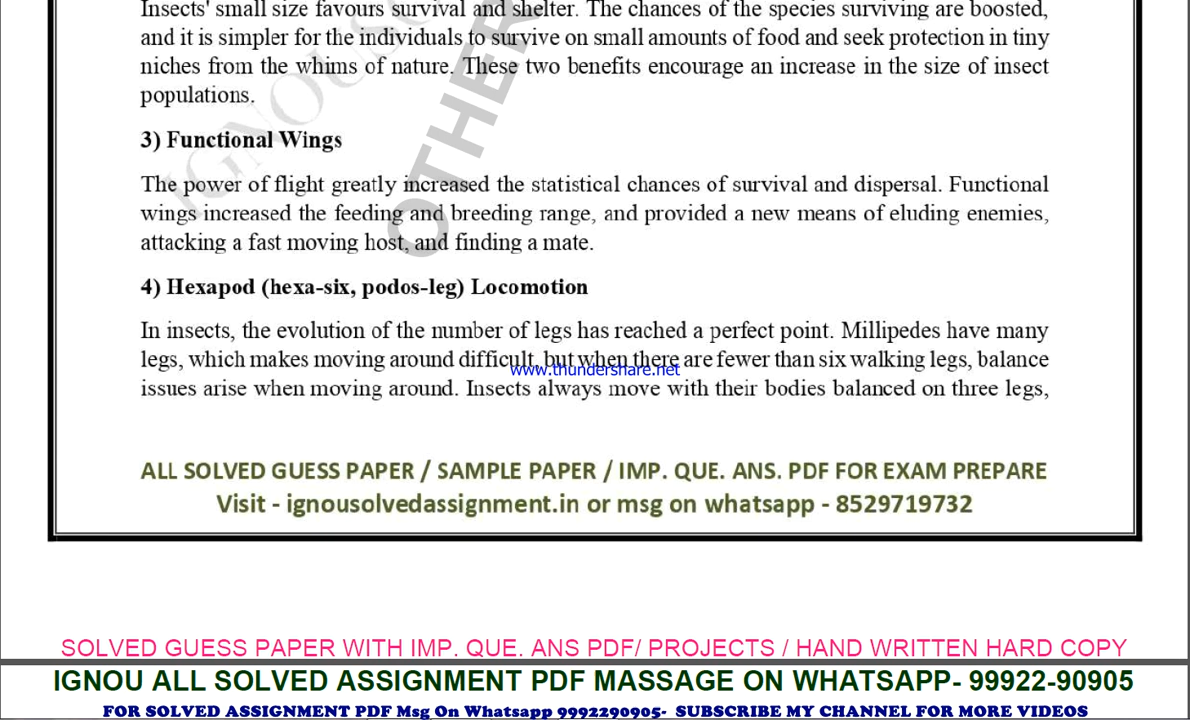 Insects' small size favours survival and shelter. The chances of the species surviving are boosted,
and it is simpler for the individuals to survive on small amounts of food and seek protection in tiny
niches from the whims of nature. These two benefits encourage an increase in the size of insect
populations.
3) Functional Wings
The power of flight greatly increased the statistical chances of survival and dispersal. Functional
wings increased the feeding and breeding range, and provided a new means of eluding enemies,
attacking a fast moving host, and finding a mate.
4) Hexapod (hexa-six, podos-leg) Locomotion
In insects, the evolution of the number of legs has reached a perfect point. Millipedes have many
legs, which makes moving around difficult, but when there are fewer than six walking legs, balance
www.thundershare.net
issues arise when moving around. Insects always move with their bodies balanced on three legs,
OTHER
ALL SOLVED GUESS PAPER / SAMPLE PAPER / IMP. QUE. ANS. PDF FOR EXAM PREPARE
Visit - ignousolvedassignment.in or msg on whatsapp - 8529719732
SOLVED GUESS PAPER WITH IMP. QUE. ANS PDF/ PROJECTS / HAND WRITTEN HARD COPY
IGNOU ALL SOLVED ASSIGNMENT PDF MASSAGE ON WHATSAPP- 99922-90905
FOR SOLVED ASSIGNMENT PDF Msg On Whatsapp 9992290905- SUBSCRIBE MY CHANNEL FOR MORE VIDEOS